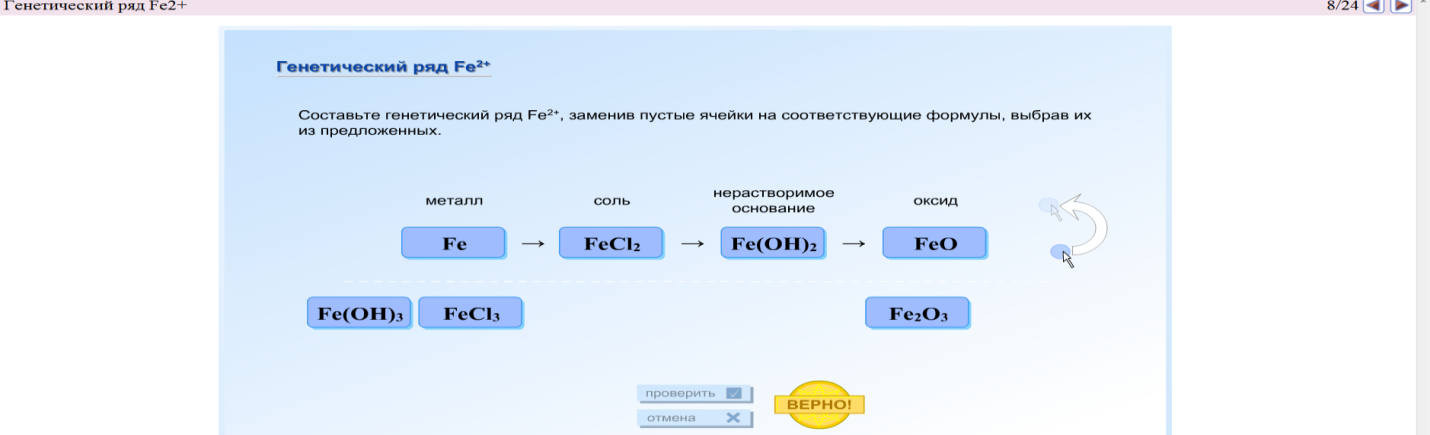 Генетический ряд Fe2+ 8/24
Генетический ряд Fe²⁺
Составьте генетический ряд Fe²⁺, заменив пустые ячейки на соответствующие формулы, выбрав их
из предложенных.
металл соль нерастворимое основание оксид
Fe → FeCl₂ → Fe(OH)₂ → FeO
Fe(OH)₃ FeCl₃ Fe₂O₃
проверить
ВЕРНО!
отмена